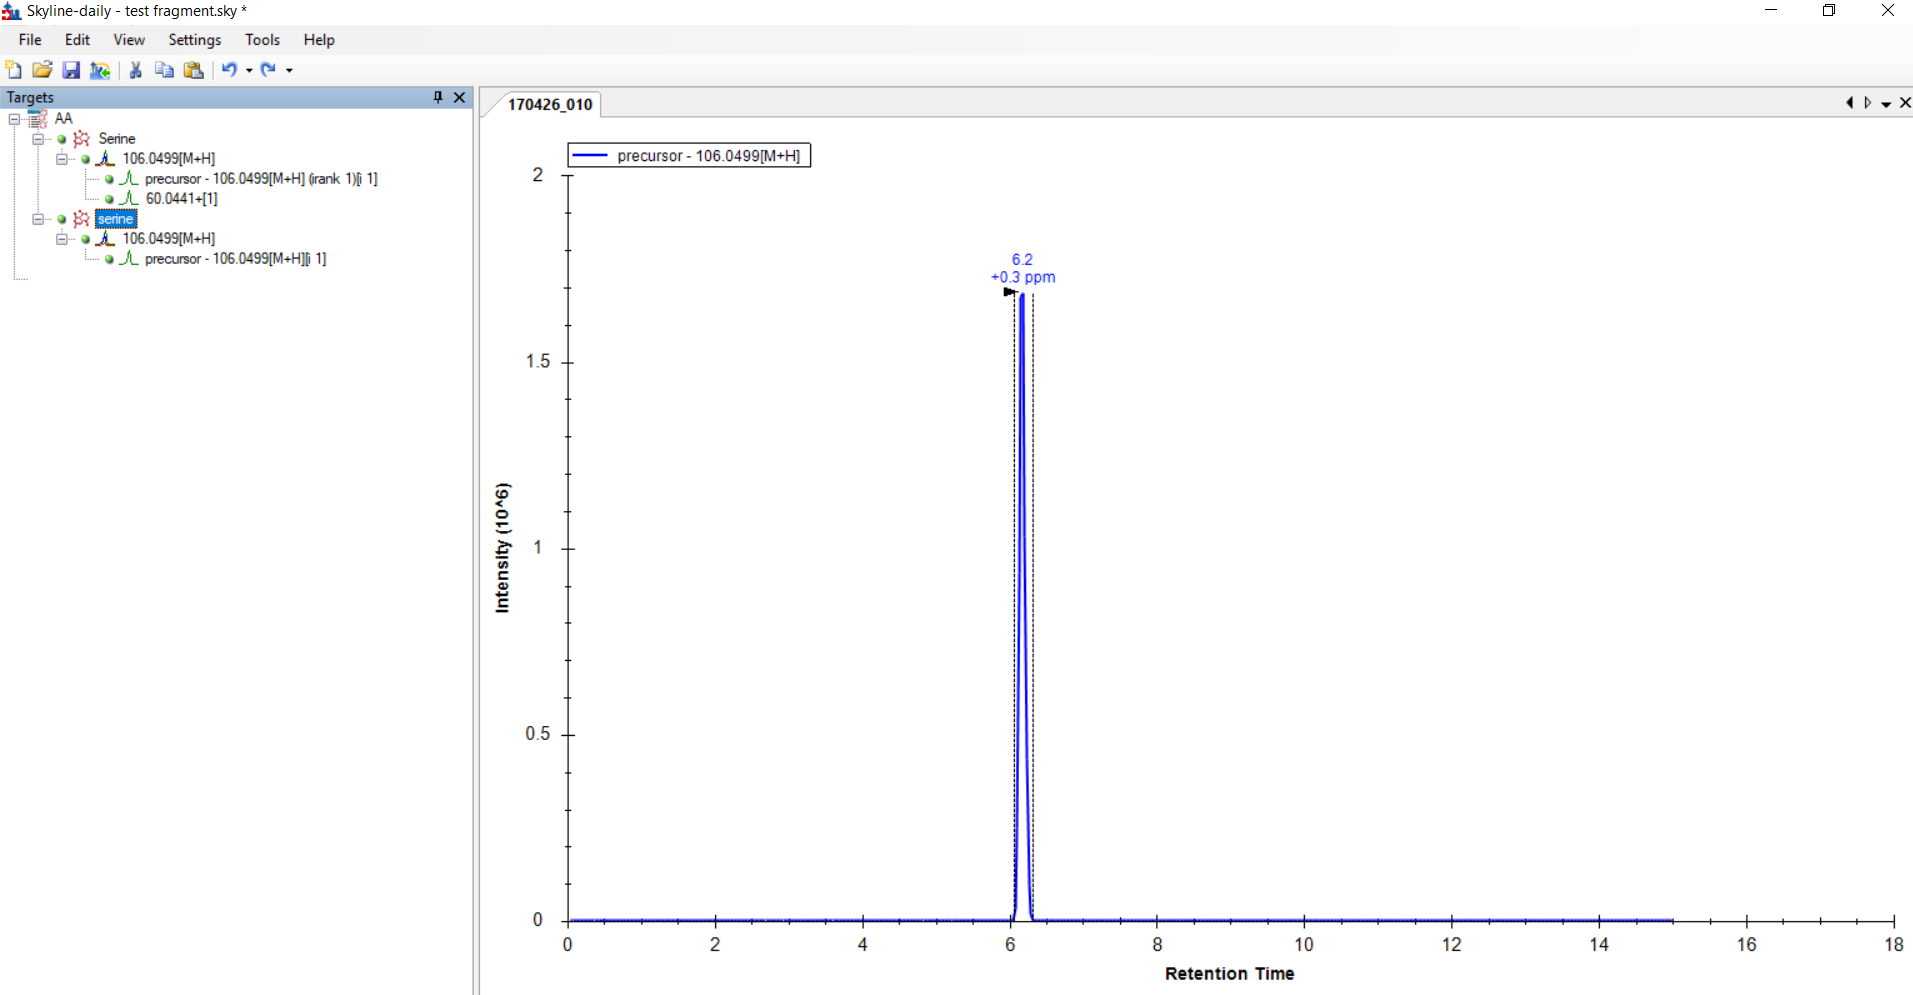 Skyline-daily - test fragment.sky *
File Edit View Settings Tools Help
Targets
AA
Serine
106.0499[M+H]
precursor - 106.0499[M+H] (irank 1)[i 1]
60.0441+[1]
serine
106.0499[M+H]
precursor - 106.0499[M+H][i 1]
170426_010
precursor - 106.0499[M+H]
2
1.5
1
0.5
0
Intensity (10^6)
6.2
+0.3 ppm
0 2 4 6 8 10 12 14 16 18
Retention Time